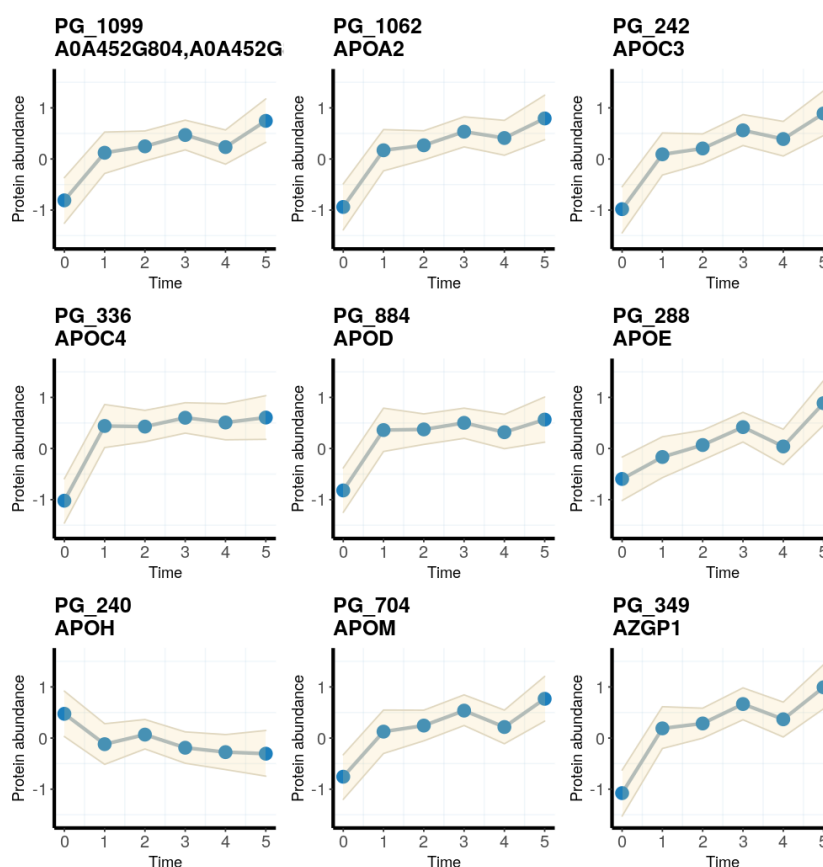 PG_1099
A0A452G804,A0A452G
Protein abundance
1
0
-1
0 1 2 3 4 5
Time
PG_1062
APOA2
Protein abundance
1
0
-1
0 1 2 3 4 5
Time
PG_242
APOC3
Protein abundance
1
0
-1
0 1 2 3 4 5
Time
PG_336
APOC4
Protein abundance
1
0
-1
0 1 2 3 4 5
Time
PG_884
APOD
Protein abundance
1
0
-1
0 1 2 3 4 5
Time
PG_288
APOE
Protein abundance
1
0
-1
0 1 2 3 4 5
Time
PG_240
APOH
Protein abundance
1
0
-1
0 1 2 3 4 5
Time
PG_704
APOM
Protein abundance
1
0
-1
0 1 2 3 4 5
Time
PG_349
AZGP1
Protein abundance
1
0
-1
0 1 2 3 4 5
Time